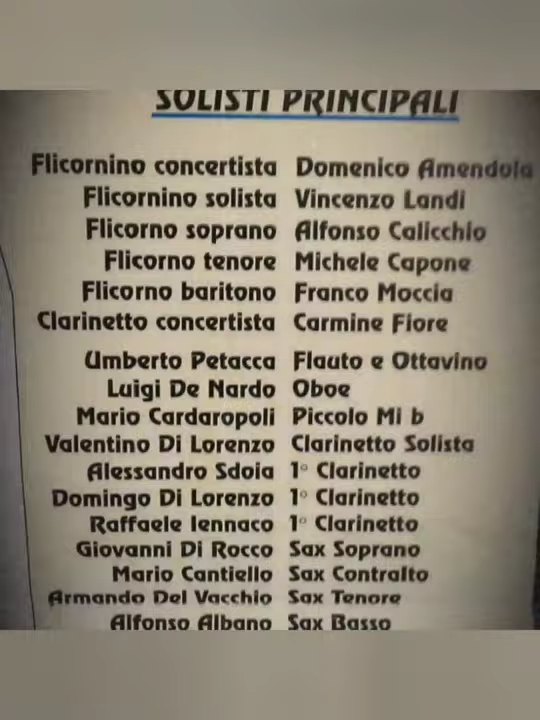 SOLISTI PRINCIPALI
Flicornino concertista Domenico Amendola
Flicornino solista Vincenzo Landi
Flicorno soprano Alfonso Calicchio
Flicorno tenore Michele Capone
Flicorno baritono Franco Moccia
Clarinetto concertista Carmine Fiore
Umberto Petacca Flauto e Ottavino
Luigi De Nardo Oboe
Mario Cardaropoli Piccolo Mi b
Valentino Di Lorenzo Clarinetto Solista
Alessandro Sdoia 1° Clarinetto
Domingo Di Lorenzo 1° Clarinetto
Raffaele Iennaco 1° Clarinetto
Giovanni Di Rocco Sax Soprano
Mario Cantiello Sax Contralto
Armando Del Vacchio Sax Tenore
Alfonso Albano Sax Basso